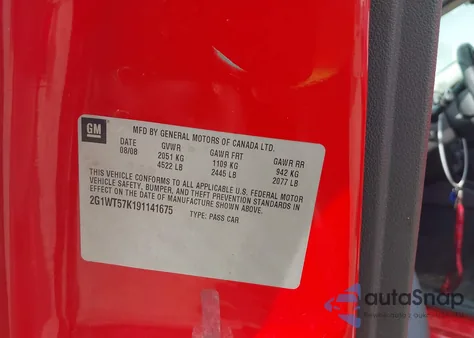 GM
MFD BY GENERAL MOTORS OF CANADA LTD.
DATE GVWR GAWR FRT GAWR RR
08/08 2051 KG 1109 KG 942 KG
4522 LB 2445 LB 2077 LB
THIS VEHICLE CONFORMS TO ALL APPLICABLE U.S. FEDERAL MOTOR
VEHICLE SAFETY, BUMPER, AND THEFT PREVENTION STANDARDS IN
EFFECT ON THE DATE OF MANUFACTURE SHOWN ABOVE.
2G1WT57K191141675 TYPE: PASS CAR
autaSnap